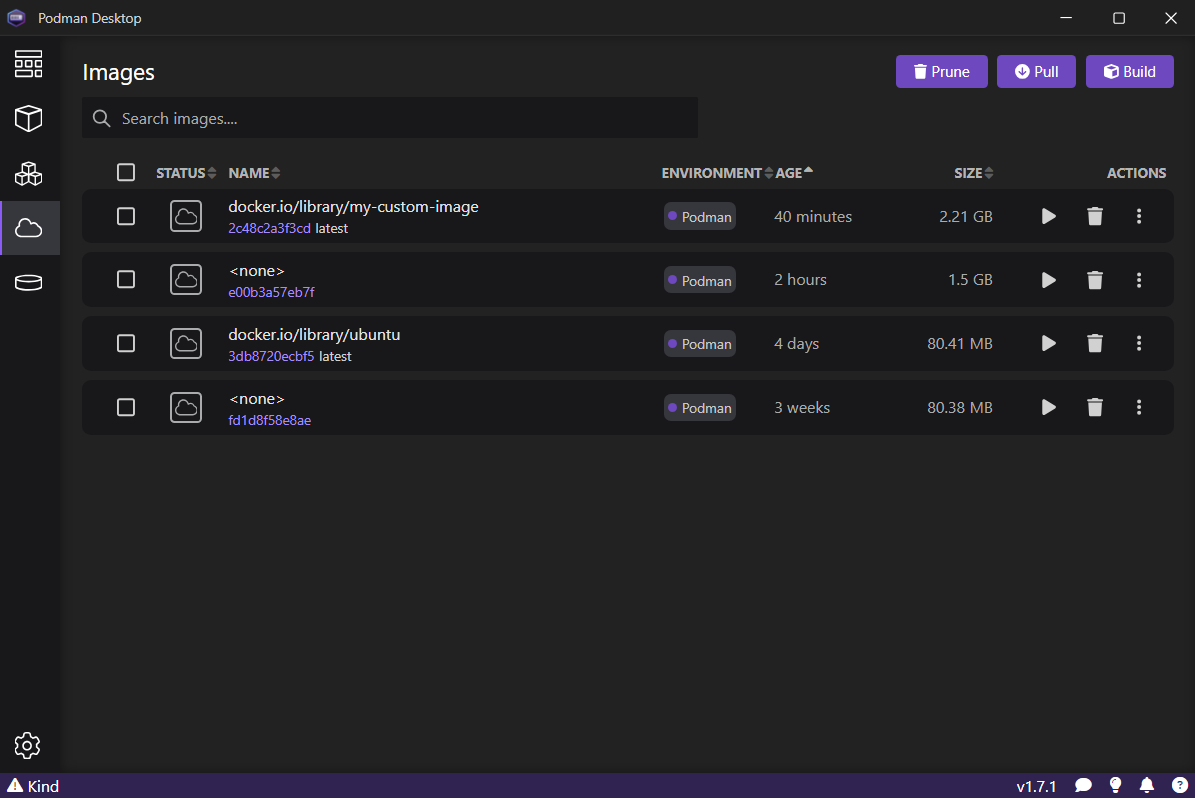 Podman Desktop
Images
Prune
Pull
Build
Search images....
STATUS NAME ENVIRONMENT AGE SIZE ACTIONS
docker.io/library/my-custom-image
2c48c2a3f3cd latest
Podman
40 minutes
2.21 GB
<none>
e00b3a57eb7f
Podman
2 hours
1.5 GB
docker.io/library/ubuntu
3db8720ecbf5 latest
Podman
4 days
80.41 MB
<none>
fd1d8f58e8ae
Podman
3 weeks
80.38 MB
Kind
v1.7.1